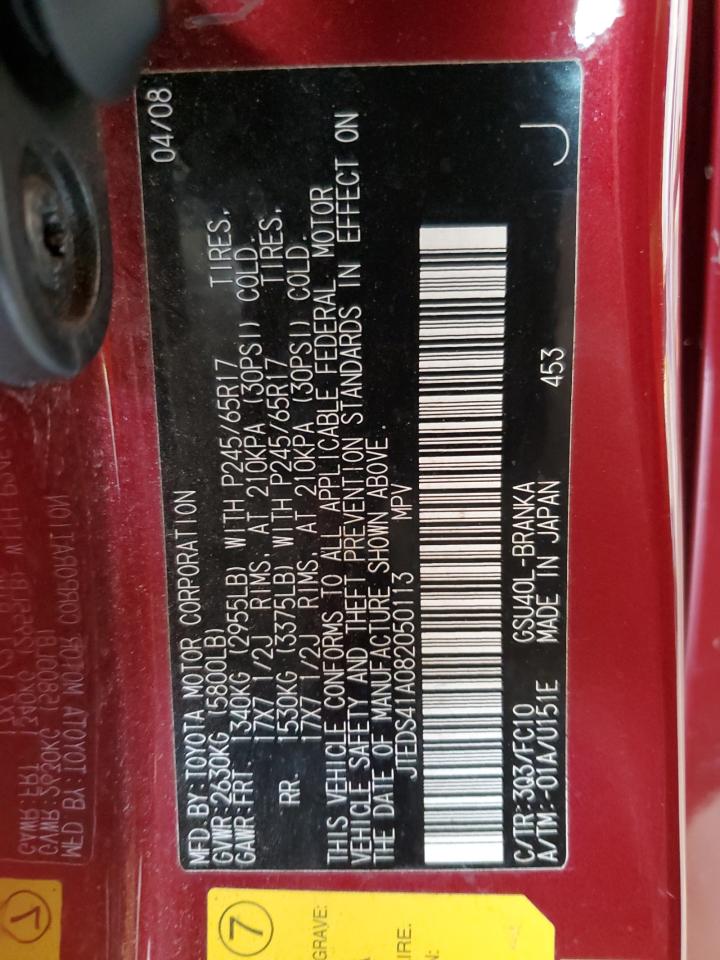 04/08
MFD. BY: TOYOTA MOTOR CORPORATION
GVWR: 2630KG (5800LB)
GAWR: FRT. 1340KG (2955LB) WITH P245/65R17 TIRES,
17X7 1/2J RIMS, AT 210KPA (30PSI) COLD.
RR. 1530KG (3375LB) WITH P245/65R17 TIRES,
17X7 1/2J RIMS, AT 210KPA (30PSI) COLD.
THIS VEHICLE CONFORMS TO ALL APPLICABLE FEDERAL MOTOR
VEHICLE SAFETY AND THEFT PREVENTION STANDARDS IN EFFECT ON
THE DATE OF MANUFACTURE SHOWN ABOVE.
JTEDS41A082050113 MPV
C/TR: 3Q3/FC10 GSU40L-BRANKA 453
A/TM: -01A/U151E MADE IN JAPAN
J
7
GRAVE:
IRE.
N: